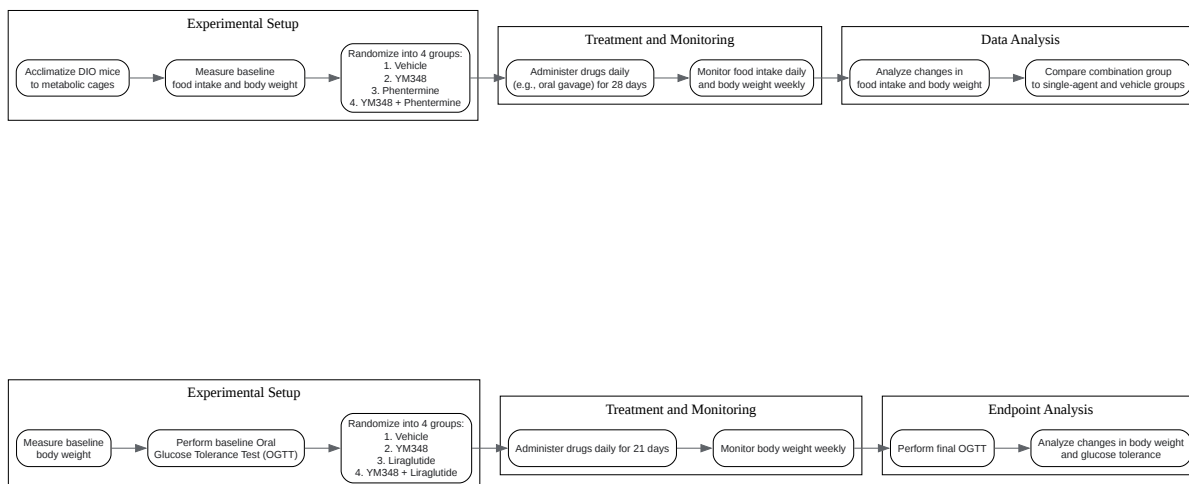 Experimental Setup
Acclimatize DIO mice
to metabolic cages
Measure baseline
food intake and body weight
Randomize into 4 groups:
1. Vehicle
2. YM348
3. Phentermine
4. YM348 + Phentermine
Treatment and Monitoring
Administer drugs daily
(e.g., oral gavage) for 28 days
Monitor food intake daily
and body weight weekly
Data Analysis
Analyze changes in
food intake and body weight
Compare combination group
to single-agent and vehicle groups
Experimental Setup
Measure baseline
body weight
Perform baseline Oral
Glucose Tolerance Test (OGTT)
Randomize into 4 groups:
1. Vehicle
2. YM348
3. Liraglutide
4. YM348 + Liraglutide
Treatment and Monitoring
Administer drugs daily for 21 days
Monitor body weight weekly
Endpoint Analysis
Perform final OGTT
Analyze changes in body weight
and glucose tolerance